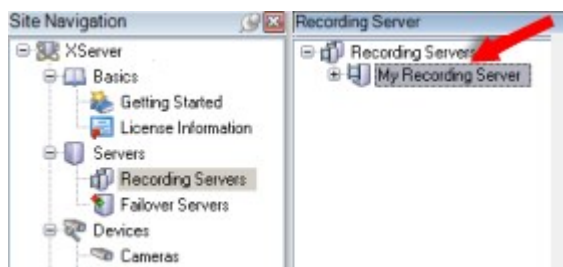 Site Navigation
XServer
Basics
Getting Started
License Information
Servers
Recording Servers
Failover Servers
Devices
Cameras
Recording Server
Recording Servers
My Recording Server